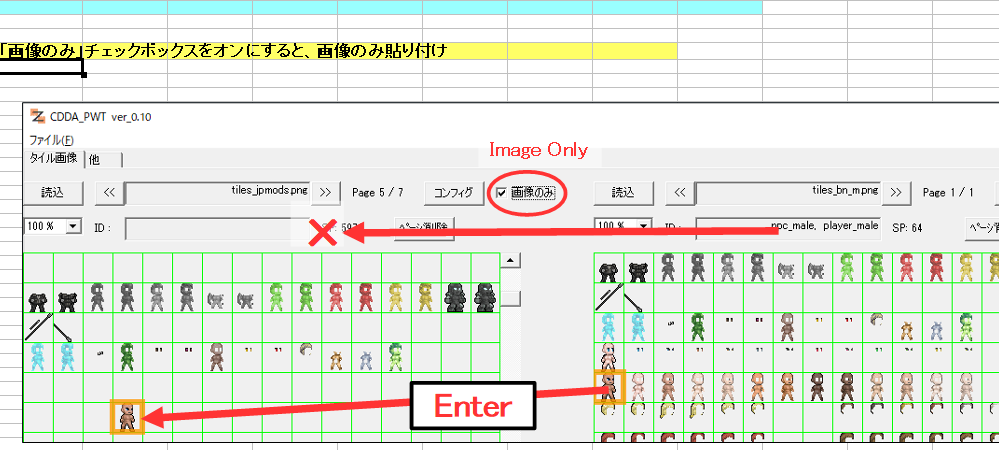 「画像のみ」チェックボックスをオンにすると、画像のみ貼り付け
CDDA_PWT ver_0.10
ファイル(F)
タイル画像 他
Image Only
読込 << tiles_jpmods.png >> Page 5 / 7 コンフィグ 画像のみ 読込 << tiles_bn_m.png >> Page 1 / 1
100 % ID : ページ消 100 % ID : npc_male, player_male SP: 64 ページ消
Enter